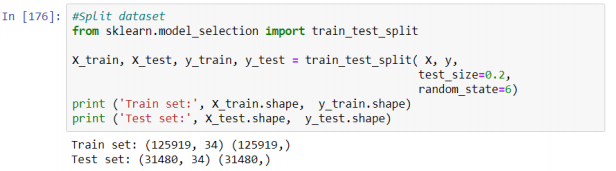 In [176]: #Split dataset
from sklearn.model_selection import train_test_split
X_train, X_test, y_train, y_test = train_test_split( X, y,
test_size=0.2,
random_state=6)
print ('Train set:', X_train.shape,  y_train.shape)
print ('Test set:', X_test.shape,  y_test.shape)
Train set: (125919, 34) (125919,)
Test set: (31480, 34) (31480,)